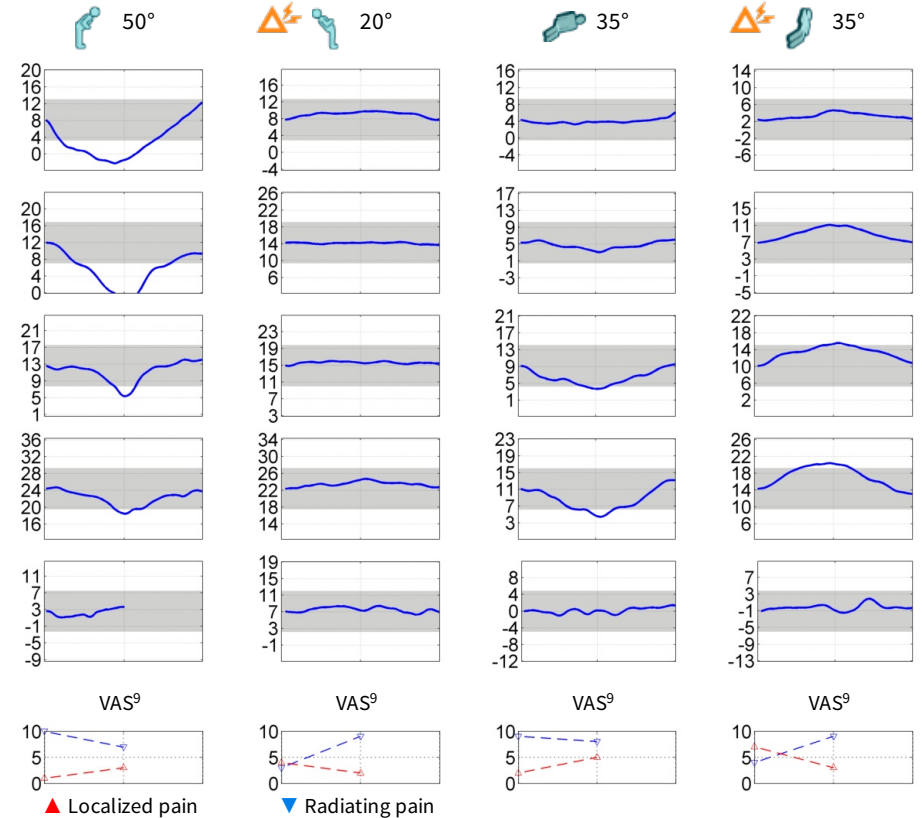 50° 20° 35° 35°
20 16 16 14
16 12 12 10
12 8 8 6
8 4 4 2
4 0 0 -2
0 -4 -4 -6
20 26 17 15
16 22 13 11
12 18 9 7
8 14 5 3
4 10 1 -1
0 6 -3 -5
21 23 21 22
17 19 17 18
13 15 13 14
9 11 9 10
5 7 5 6
1 3 1 2
36 34 23 26
32 30 19 22
28 26 15 18
24 22 11 14
20 18 7 10
16 14 3 6
11 19 8 7
7 15 4 3
3 11 0 -1
-1 7 -4 -5
-5 3 -8 -9
-9 -1 -12 -13
VAS⁹ VAS⁹ VAS⁹ VAS⁹
10 10 10 10
5 5 5 5
0 0 0 0
Localized pain Radiating pain